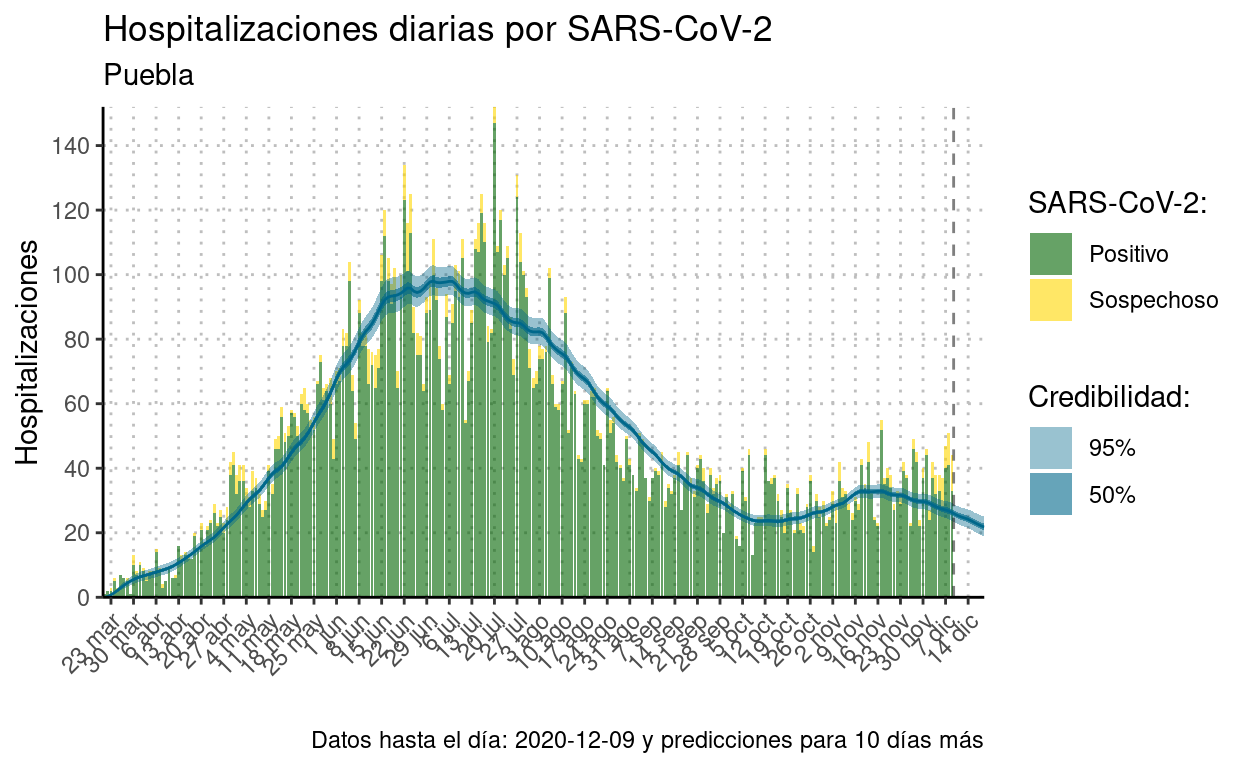 Hospitalizaciones diarias por SARS-CoV-2
Puebla
Hospitalizaciones
140
120
100
80
60
40
20
0
23 mar
30 mar
6 abr
13 abr
20 abr
27 abr
4 may
11 may
18 may
25 may
1 jun
8 jun
15 jun
22 jun
29 jun
6 jul
13 jul
20 jul
27 jul
3 ago
10 ago
17 ago
24 ago
31 ago
7 sep
14 sep
21 sep
28 sep
5 oct
12 oct
19 oct
26 oct
2 nov
9 nov
16 nov
23 nov
30 nov
7 dic
14 dic
SARS-CoV-2:
Positivo
Sospechoso
Credibilidad:
95%
50%
Datos hasta el día: 2020-12-09 y predicciones para 10 días más